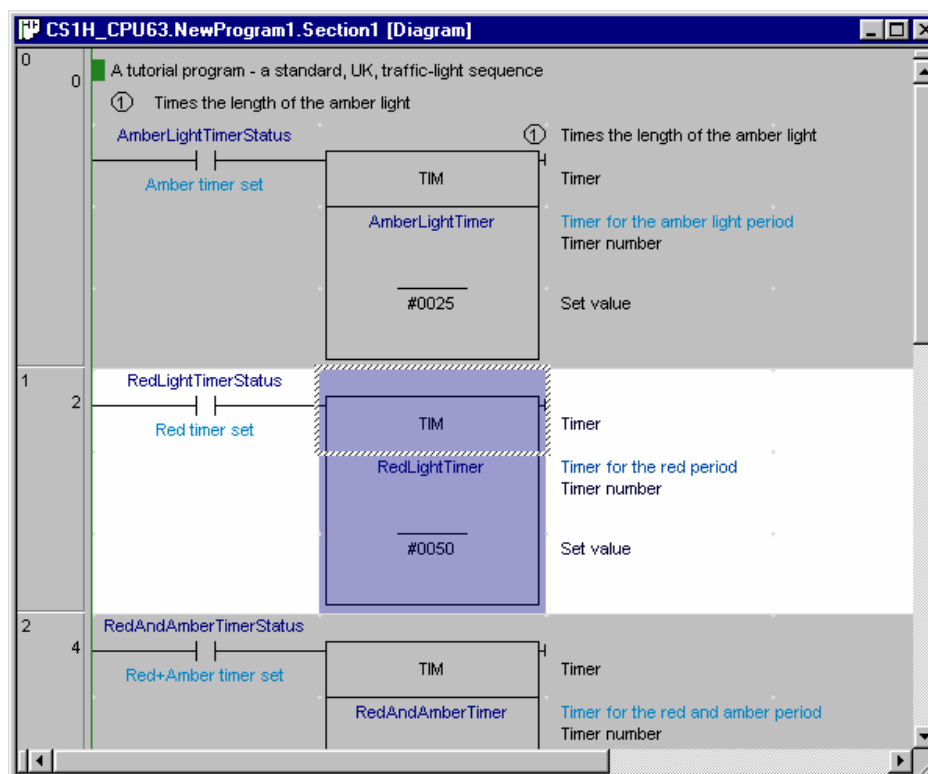 CS1H_CPU63.NewProgram1.Section1 [Diagram]
0
0
A tutorial program - a standard, UK, traffic-light sequence
1 Times the length of the amber light
AmberLightTimerStatus
1 Times the length of the amber light
Amber timer set
TIM
Timer
AmberLightTimer
Timer for the amber light period
Timer number
#0025
Set value
1
2
RedLightTimerStatus
Red timer set
TIM
Timer
RedLightTimer
Timer for the red period
Timer number
#0050
Set value
2
4
RedAndAmberTimerStatus
Red+Amber timer set
TIM
Timer
RedAndAmberTimer
Timer for the red and amber period
Timer number